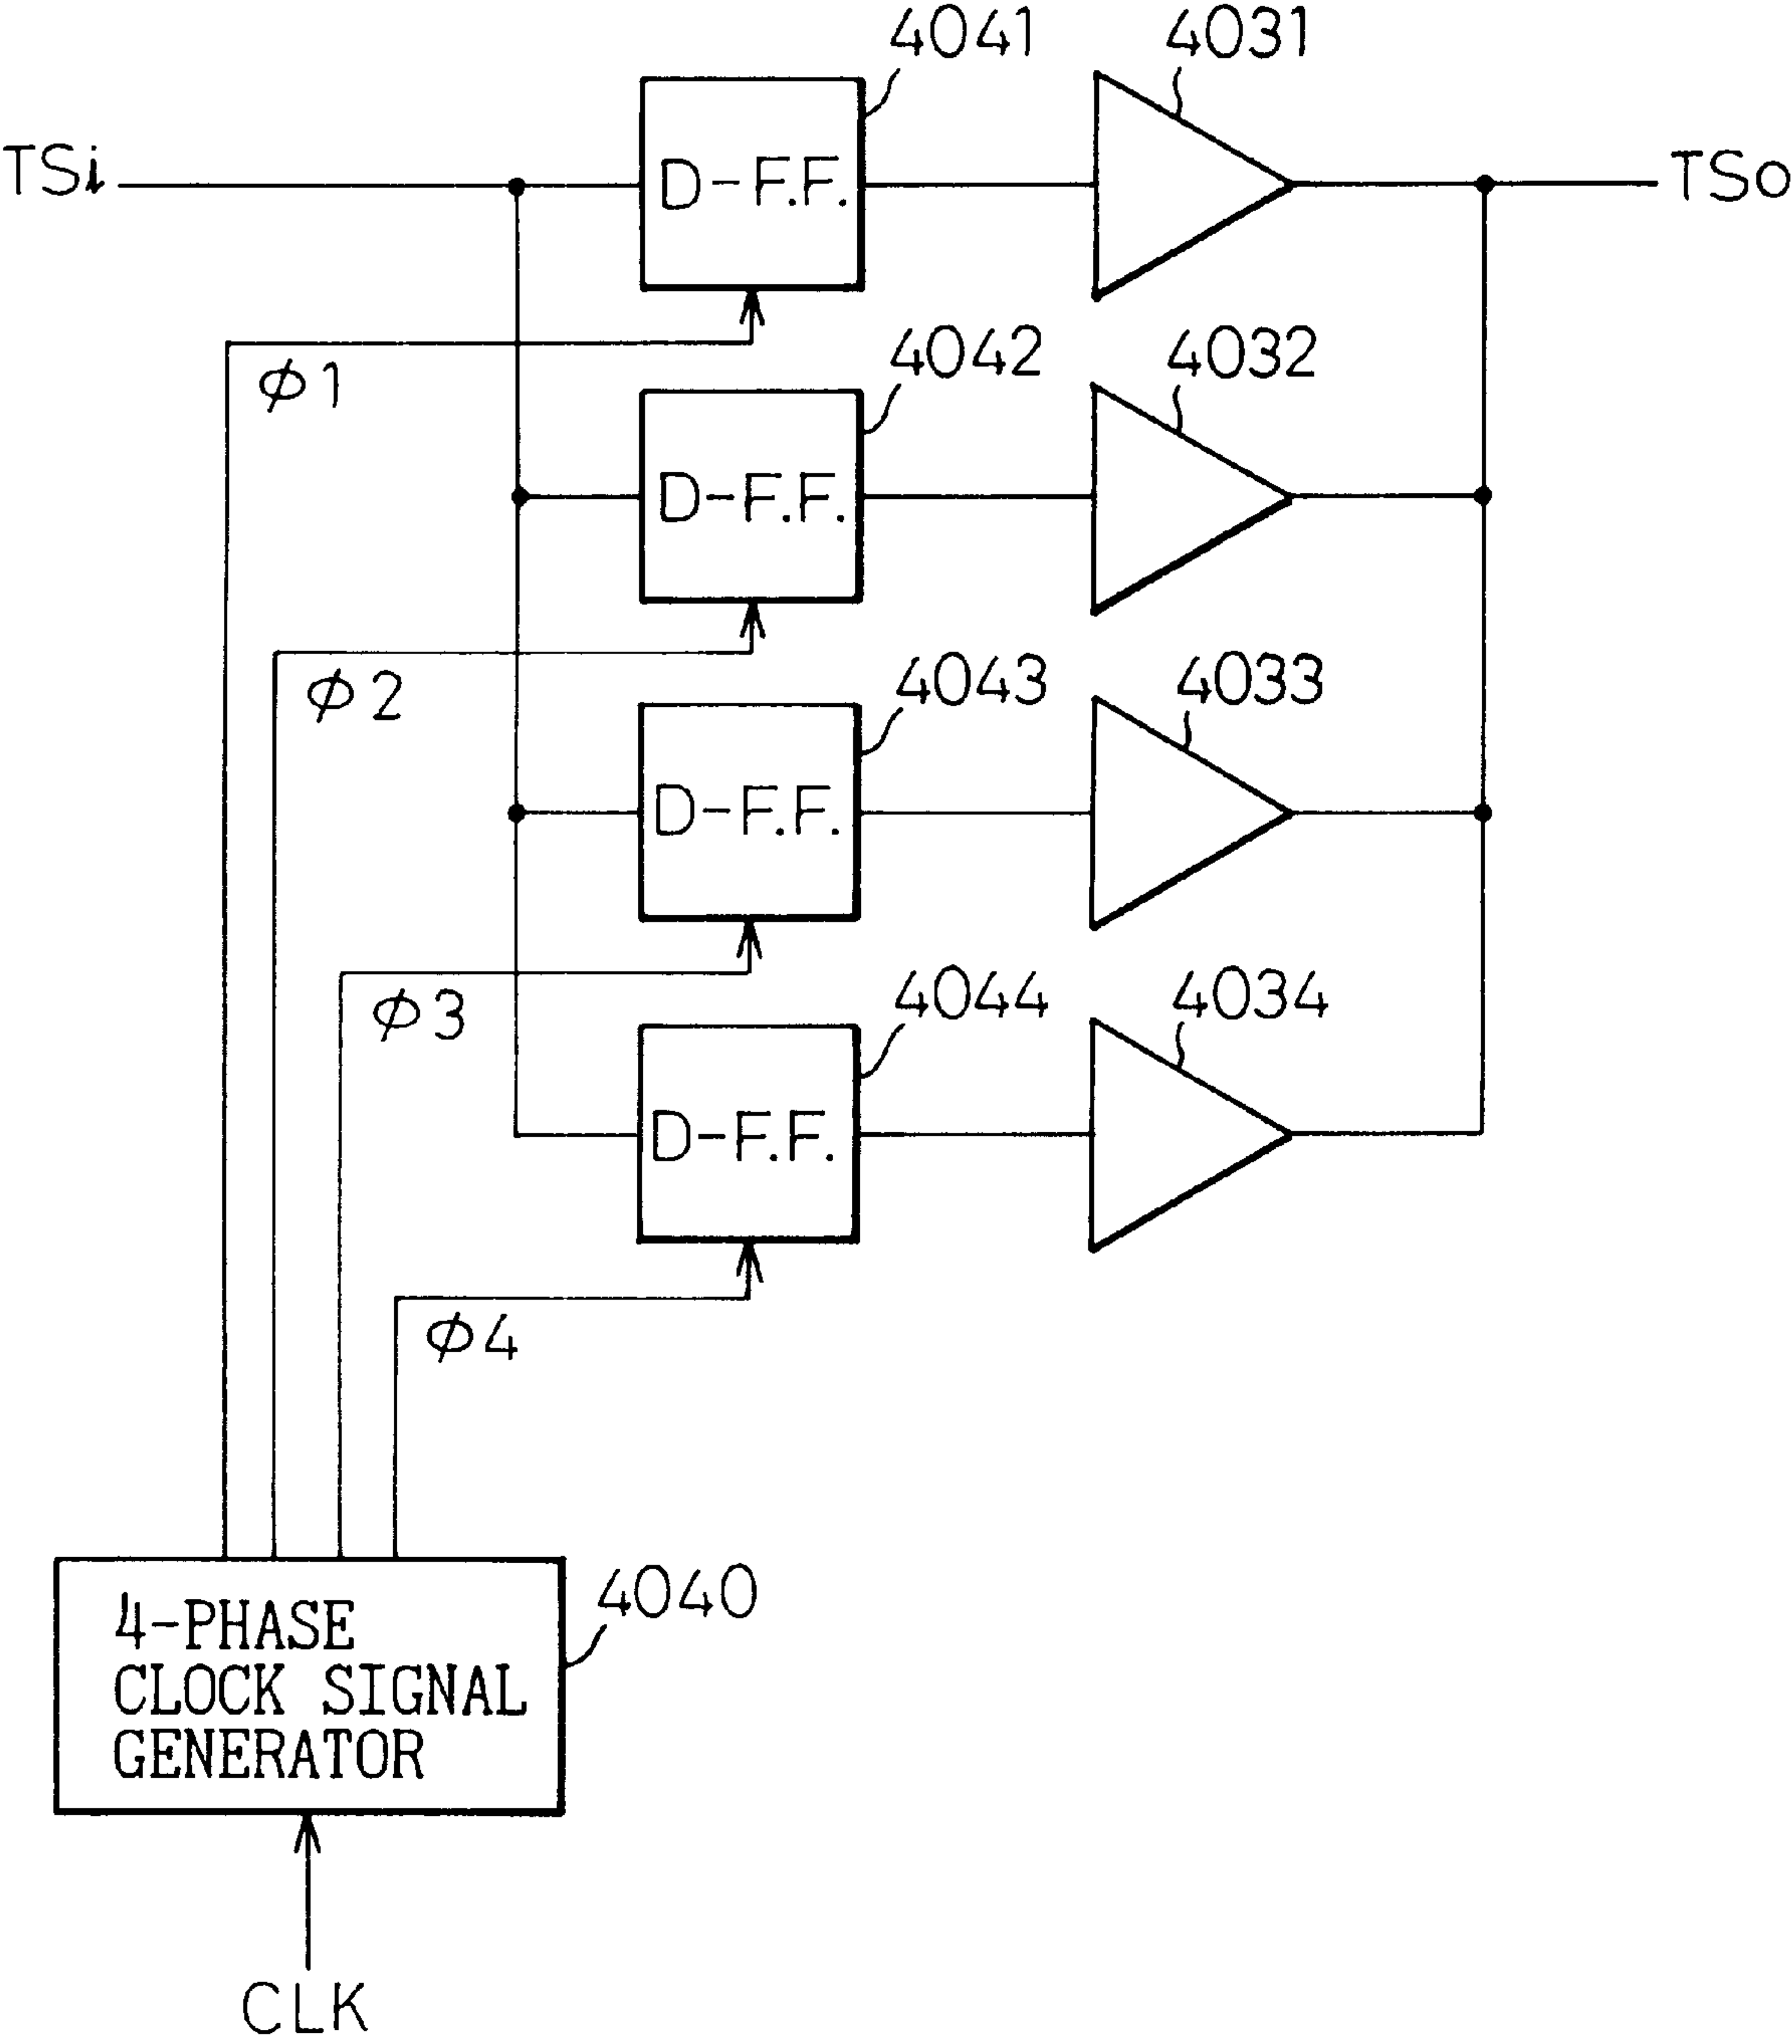 4041 4031
TSi D-F.F. TSo
φ1 4042 4032
D-F.F.
φ2 4043 4033
D-F.F.
φ3 4044 4034
D-F.F.
φ4
4-PHASE
CLOCK SIGNAL
GENERATOR
4040
CLK